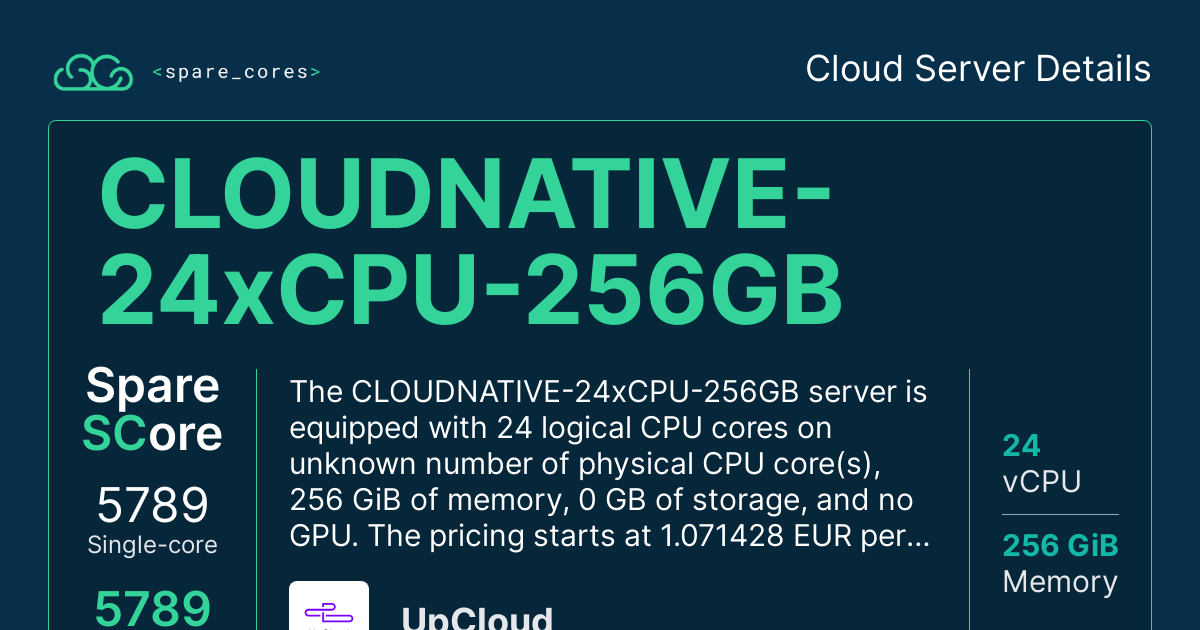 <spare_cores>
Cloud Server Details
CLOUDNATIVE-
24xCPU-256GB
Spare
SCore
5789
Single-core
5789
The CLOUDNATIVE-24xCPU-256GB server is
equipped with 24 logical CPU cores on
unknown number of physical CPU core(s),
256 GiB of memory, 0 GB of storage, and no
GPU. The pricing starts at 1.071428 EUR per...
UpCloud
24
vCPU
256 GiB
Memory